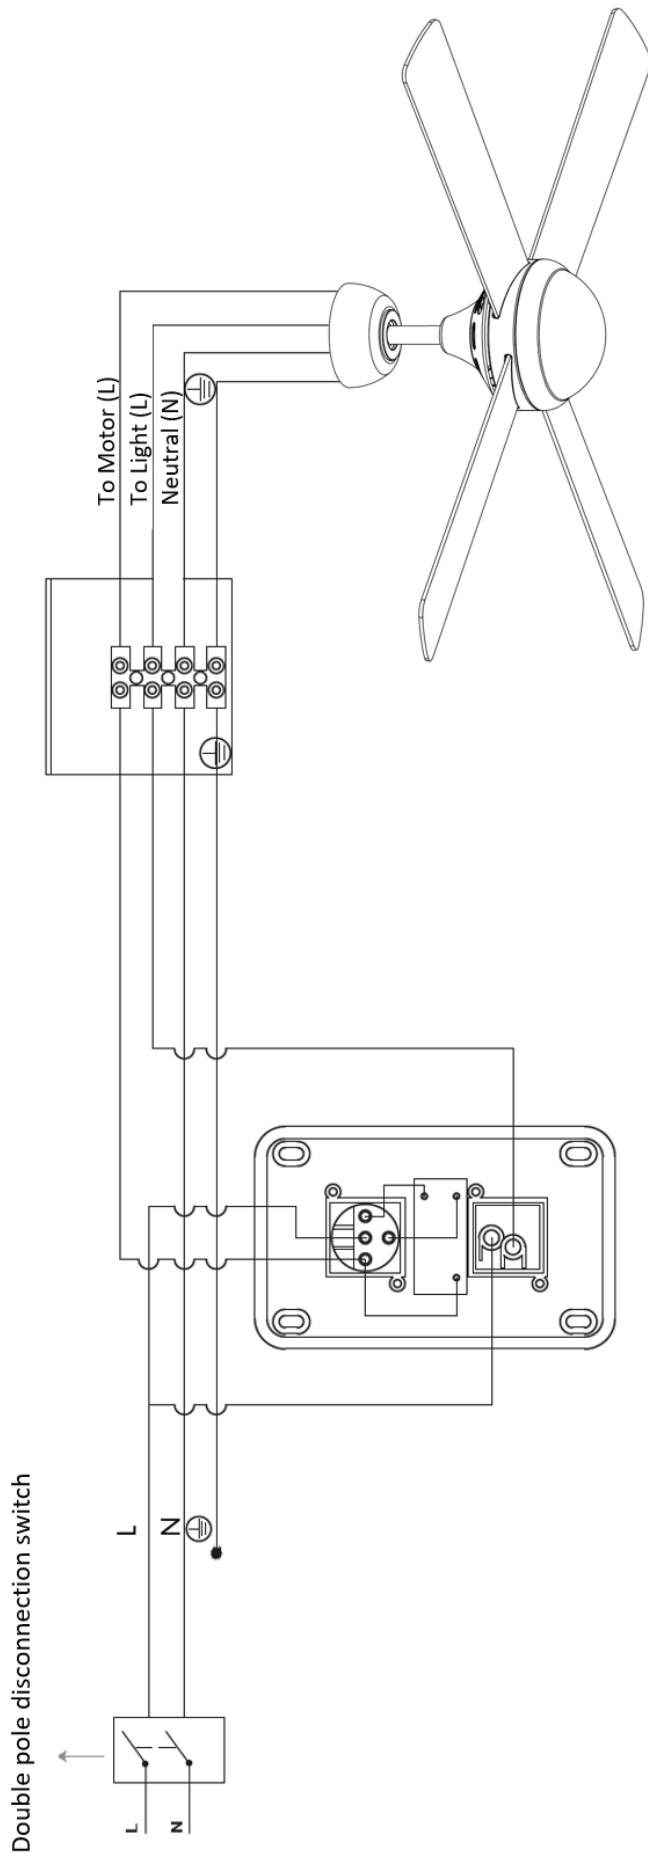 To Motor (L)
To Light (L)
Neutral (N)
L
N
Double pole disconnection switch
L
N